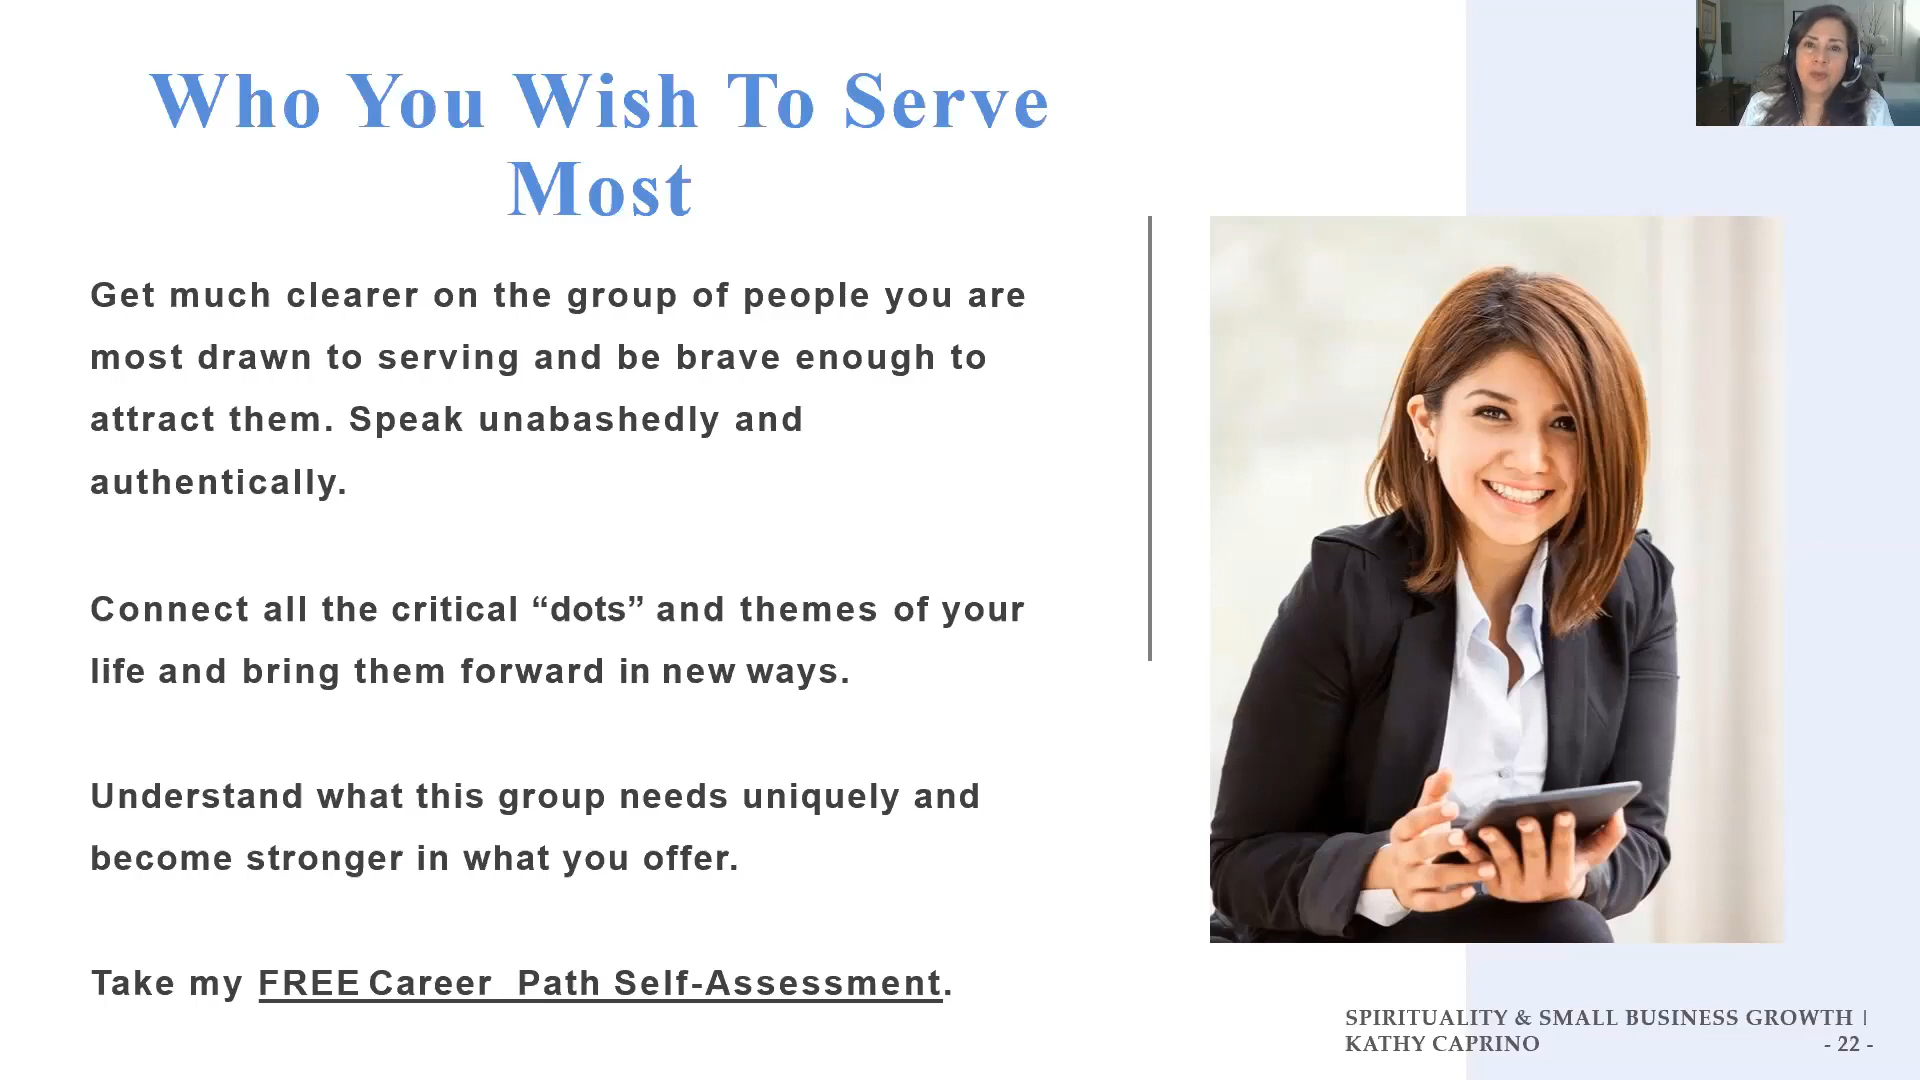 Who You Wish To Serve
Most
Get much clearer on the group of people you are
most drawn to serving and be brave enough to
attract them. Speak unabashedly and
authentically.
Connect all the critical “dots” and themes of your
life and bring them forward in new ways.
Understand what this group needs uniquely and
become stronger in what you offer.
Take my FREE Career  Path Self-Assessment.
SPIRITUALITY & SMALL BUSINESS GROWTH |
KATHY CAPRINO - 22 -